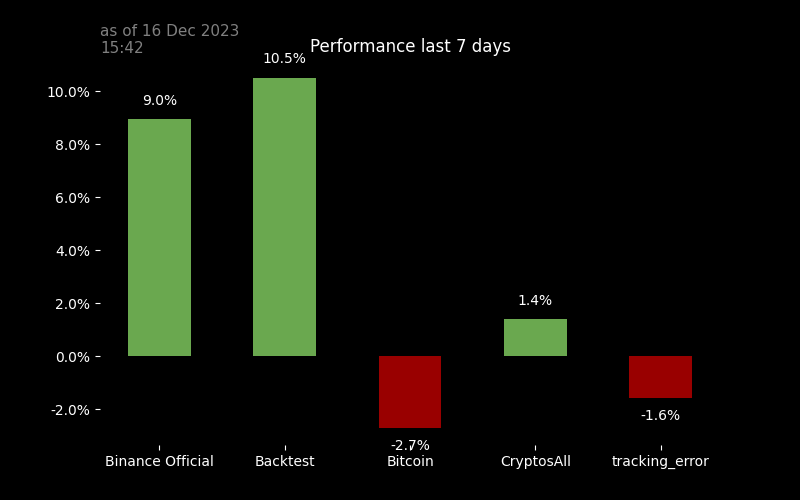 as of 16 Dec 2023
15:42
Performance last 7 days
10.5%
10.0%
9.0%
8.0%
6.0%
4.0%
2.0%
1.4%
0.0%
-2.0%
-1.6%
-2.7%
Binance Official
Backtest
Bitcoin
CryptosAll
tracking_error